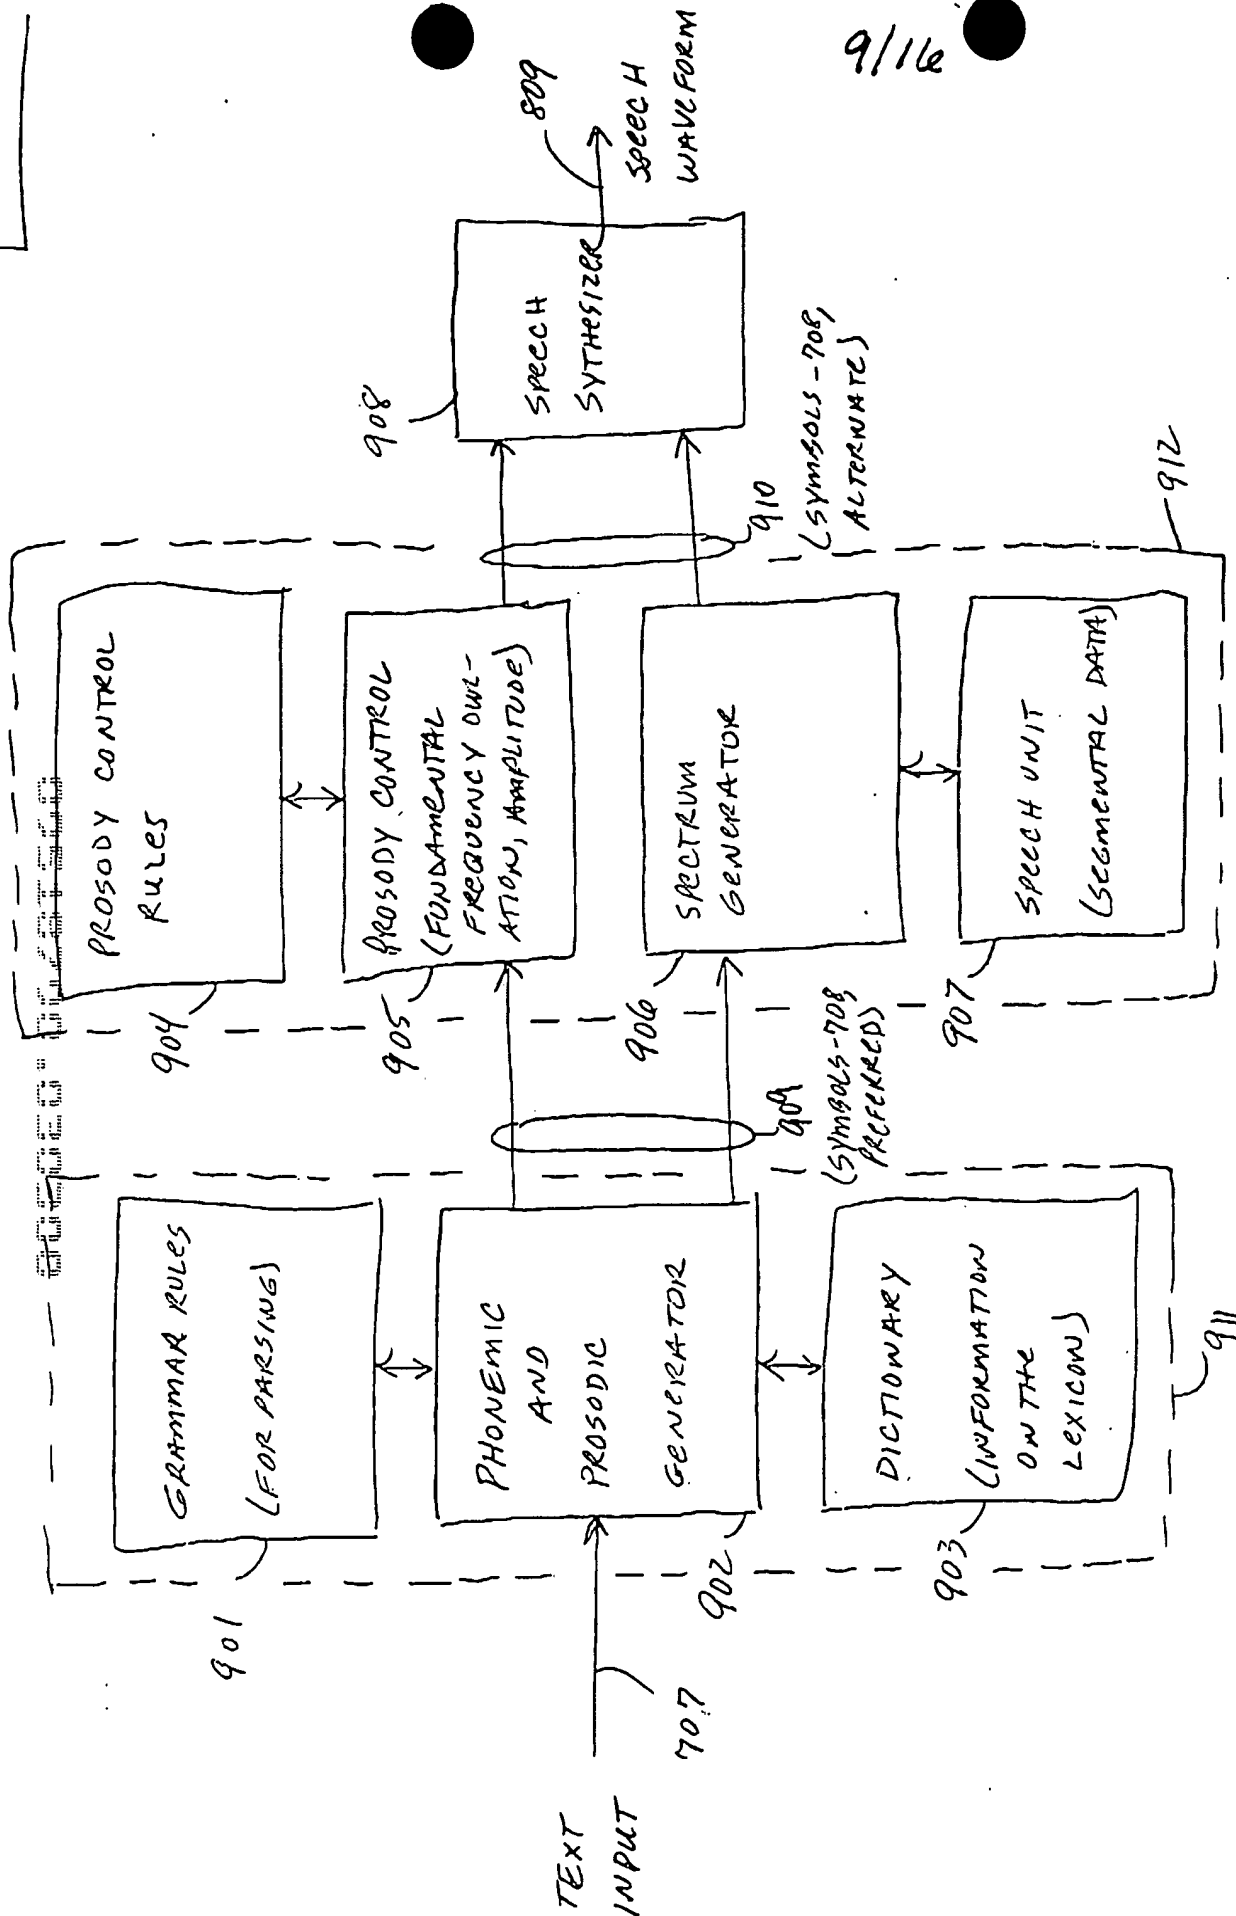 9/16
TEXT
INPUT
707
901
GRAMMAR RULES
(FOR PARSING)
PHONEMIC
AND
PROSODIC
GENERATOR
902
DICTIONARY
(INFORMATION
ON THE
LEXICON)
903
911
909
(SYMBOLS-708,
PREFERRED)
PROSODY CONTROL
RULES
904
PROSODY CONTROL
(FUNDAMENTAL
FREQUENCY DUR-
ATION, AMPLITUDE)
905
SPECTRUM
GENERATOR
906
SPEECH UNIT
(SEGMENTAL DATA)
907
912
910
(SYMBOLS-708,
ALTERNATE)
908
SPEECH
SYTHESIZER
809
SPEECH
WAVEFORM